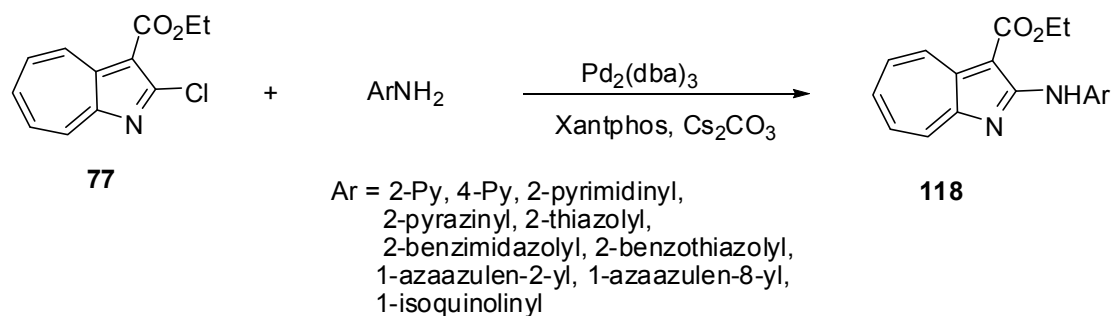 CO2Et
Cl
N
77
+
ArNH2
Pd2(dba)3
Xantphos, Cs2CO3
CO2Et
NHAr
N
118
Ar = 2-Py, 4-Py, 2-pyrimidinyl,
2-pyrazinyl, 2-thiazolyl,
2-benzimidazolyl, 2-benzothiazolyl,
1-azaazulen-2-yl, 1-azaazulen-8-yl,
1-isoquinolinyl